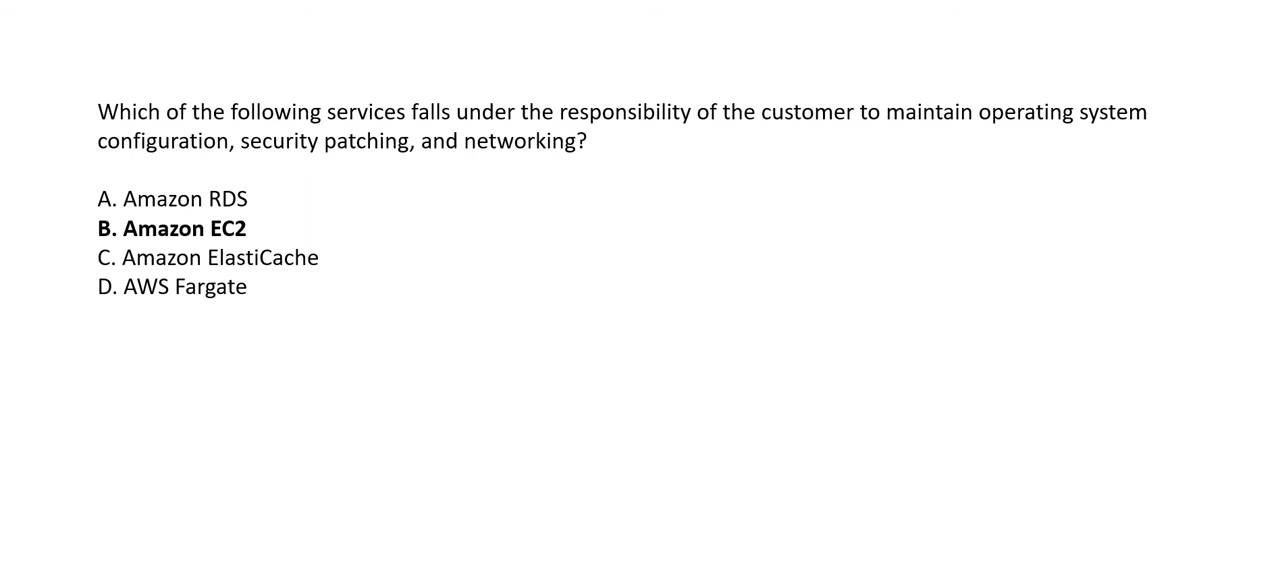 Which of the following services falls under the responsibility of the customer to maintain operating system
configuration, security patching, and networking?
A. Amazon RDS
B. Amazon EC2
C. Amazon ElastiCache
D. AWS Fargate